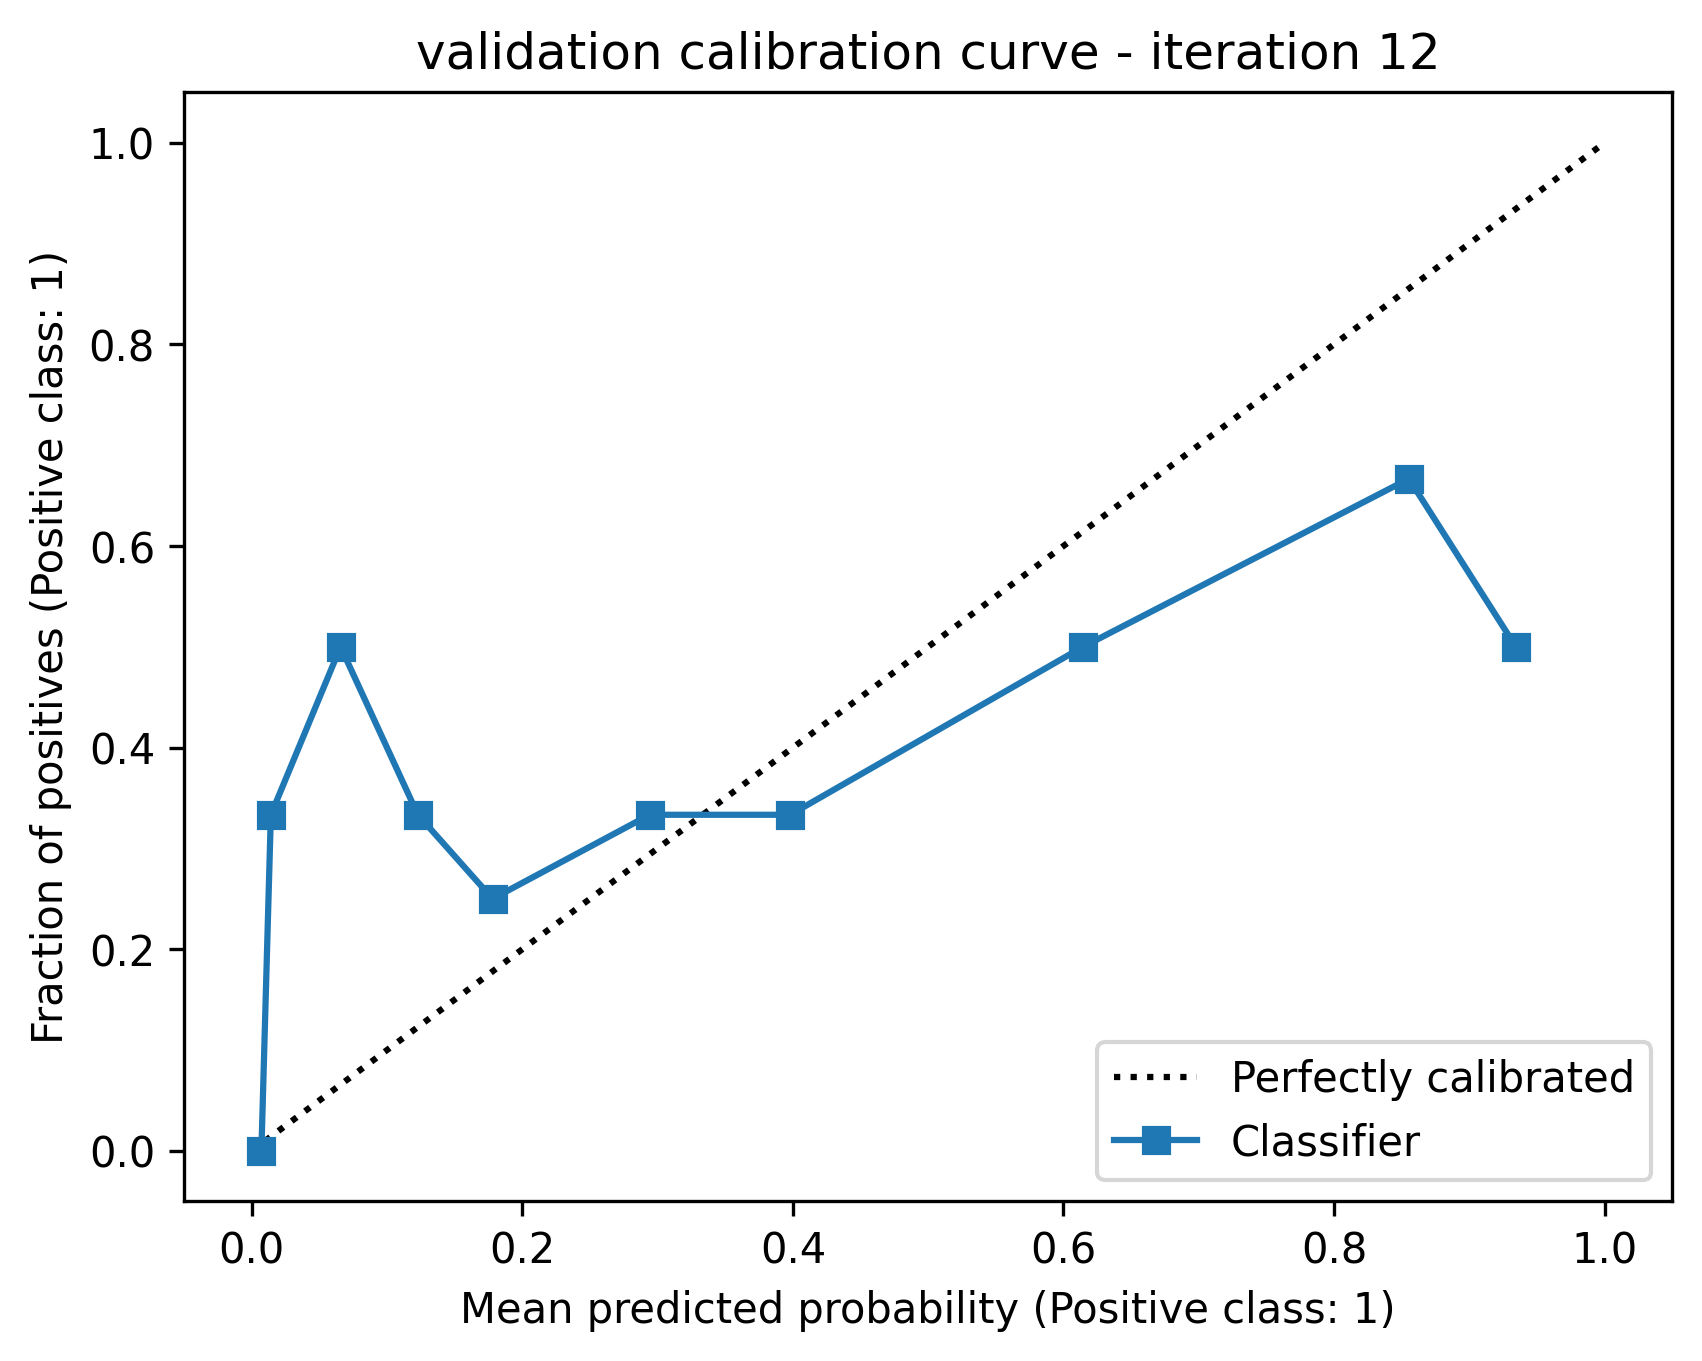 validation calibration curve - iteration 12
Fraction of positives (Positive class: 1)
1.0
0.8
0.6
0.4
0.2
0.0
Perfectly calibrated
Classifier
0.0 0.2 0.4 0.6 0.8 1.0
Mean predicted probability (Positive class: 1)